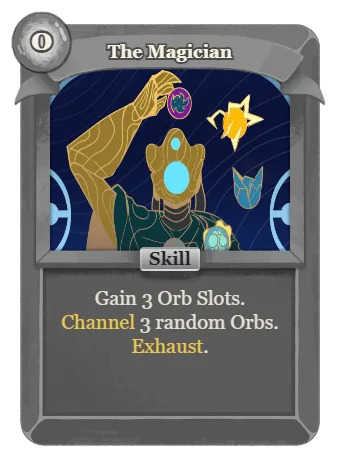 0
The Magician
Skill
Gain 3 Orb Slots.
Channel 3 random Orbs.
Exhaust.